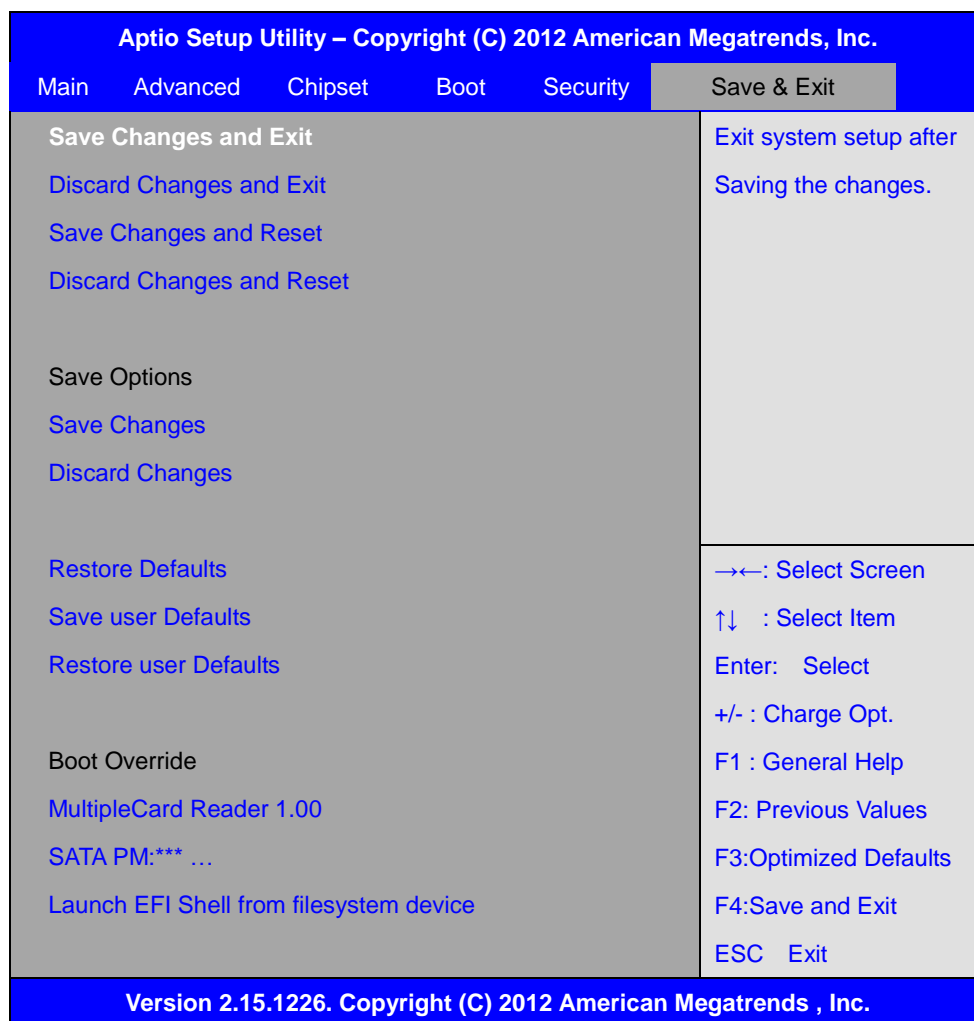 Aptio Setup Utility – Copyright (C) 2012 American Megatrends, Inc.
Main Advanced Chipset Boot Security Save & Exit
Save Changes and Exit
Discard Changes and Exit
Save Changes and Reset
Discard Changes and Reset
Save Options
Save Changes
Discard Changes
Restore Defaults
Save user Defaults
Restore user Defaults
Boot Override
MultipleCard Reader 1.00
SATA PM:*** …
Launch EFI Shell from filesystem device
Exit system setup after
Saving the changes.
→←: Select Screen
↑↓ : Select Item
Enter: Select
+/- : Charge Opt.
F1 : General Help
F2: Previous Values
F3:Optimized Defaults
F4:Save and Exit
ESC Exit
Version 2.15.1226. Copyright (C) 2012 American Megatrends , Inc.